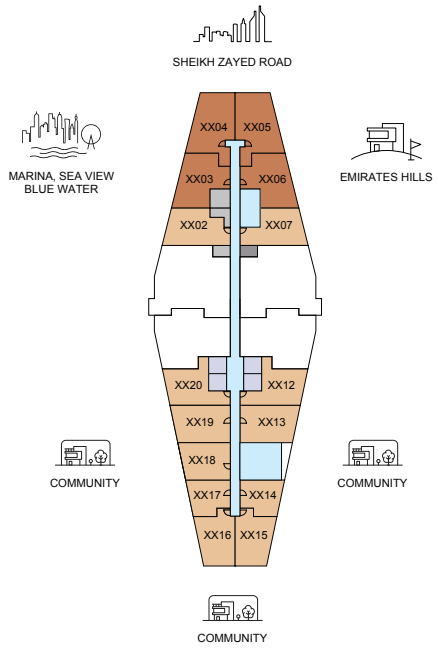 SHEIKH ZAYED ROAD
MARINA, SEA VIEW
BLUE WATER
EMIRATES HILLS
XX04
XX05
XX03
XX06
XX02
XX07
XX20
XX12
XX19
XX13
XX18
XX17
XX14
XX16
XX15
COMMUNITY
COMMUNITY
COMMUNITY